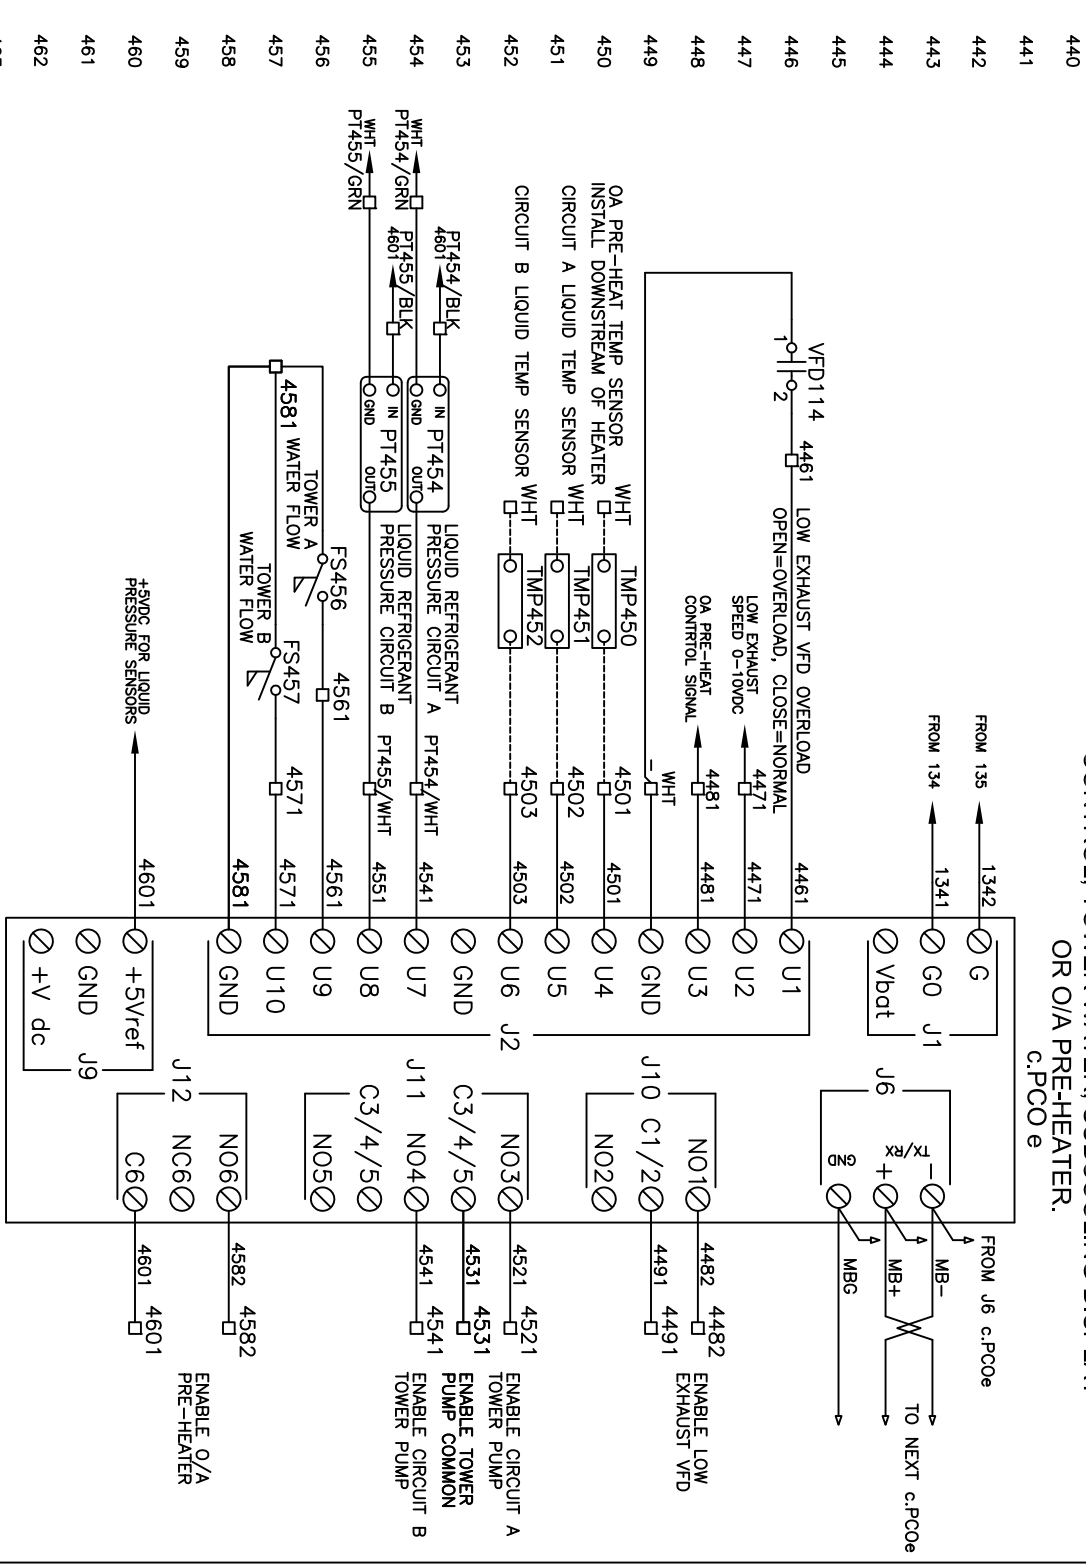 440
441
442
443
444
445
446
447
448
449
450
451
452
453
454
455
456
457
458
459
460
461
462
OR O/A PRE-HEATER.
c.PCO e
FROM 135
1342
G
FROM 134
1341
G0
Vbat
J1
VFD114
1
2
4461
LOW EXHAUST VFD OVERLOAD
OPEN=OVERLOAD, CLOSE=NORMAL
4461
U1
LOW EXHAUST
SPEED 0-10VDC
4471
4471
U2
OA PRE-HEAT
CONTRTOL SIGNAL
4481
4481
U3
-
WHT
GND
OA PRE-HEAT TEMP SENSOR
INSTALL DOWNSTREAM OF HEATER
WHT
TMP450
4501
4501
U4
CIRCUIT A LIQUID TEMP SENSOR
WHT
TMP451
4502
4502
U5
CIRCUIT B LIQUID TEMP SENSOR
WHT
TMP452
4503
4503
U6
J2
GND
PT454/BLK
4601
WHT
PT454/GRN
IN
PT454
GND
OUT
LIQUID REFRIGERANT
PRESSURE CIRCUIT A
PT454/WHT
4541
U7
PT455/BLK
4601
WHT
PT455/GRN
IN
PT455
GND
OUT
LIQUID REFRIGERANT
PRESSURE CIRCUIT B
PT455/WHT
4551
U8
TOWER A
WATER FLOW
FS456
4561
4561
U9
4581
TOWER B
WATER FLOW
FS457
4571
4571
U10
4581
GND
+5VDC FOR LIQUID
PRESSURE SENSORS
4601
+5Vref
GND
J9
+V dc
J6
TX/RX
-
+
GND
FROM J6 c.PCOe
MB-
MB+
MBG
TO NEXT c.PCOe
J10
NO1
C1/2
NO2
4482
4482
4491
4491
ENABLE LOW
EXHAUST VFD
J11
NO3
C3/4/5
NO4
C3/4/5
NO5
4521
4521
ENABLE CIRCUIT A
TOWER PUMP
4531
4531
ENABLE TOWER
PUMP COMMON
4541
4541
ENABLE CIRCUIT B
TOWER PUMP
J12
NO6
NC6
C6
4582
4582
4601
4601
ENABLE O/A
PRE-HEATER